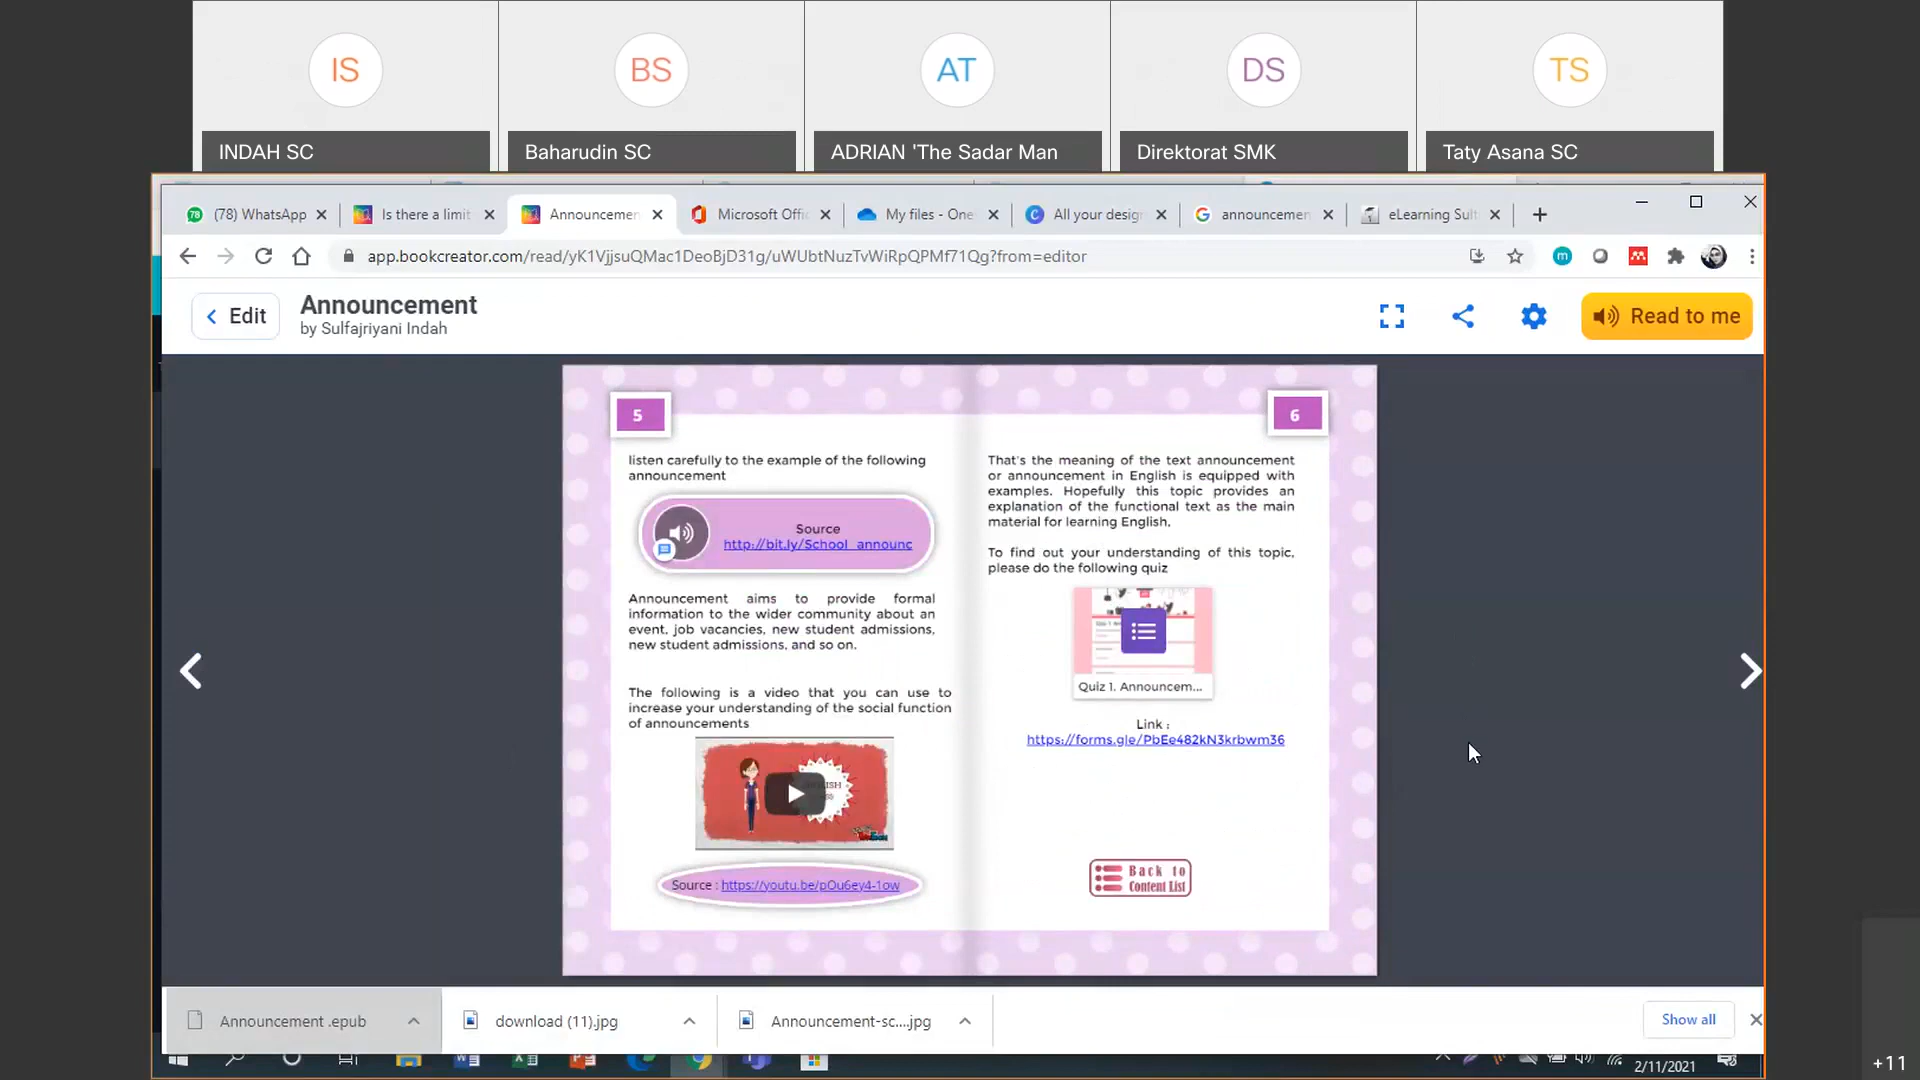 IS
BS
AT
DS
TS
INDAH SC
Baharudin SC
ADRIAN 'The Sadar Man
Direktorat SMK
Taty Asana SC
78 (78) WhatsApp
Is there a limit
Announcemen
Microsoft Offi
My files - One
C All your design
G announcemen
eLearning Sult
app.bookcreator.com/read/yK1VjjsuQMac1DeoBjD31g/uWUbtNuzTvWiRpQPMf71Qg?from=editor
m
Edit
Announcement
by Sulfajriyani Indah
Read to me
5
listen carefully to the example of the following
announcement
Source
http://bit.ly/School_announc
Announcement aims to provide formal
information to the wider community about an
event, job vacancies, new student admissions,
new student admissions, and so on.
The following is a video that you can use to
increase your understanding of the social function
of announcements
Source : https://youtu.be/pOu6ey4-1ow
6
That's the meaning of the text announcement
or announcement in English is equipped with
examples. Hopefully this topic provides an
explanation of the functional text as the main
material for learning English.
To find out your understanding of this topic,
please do the following quiz
Quiz 1. Announcem...
Link :
https://forms.gle/PbEe482kN3krbwm36
Back to
Content List
Announcement .epub
download (11).jpg
Announcement-sc....jpg
Show all
2/11/2021
+11